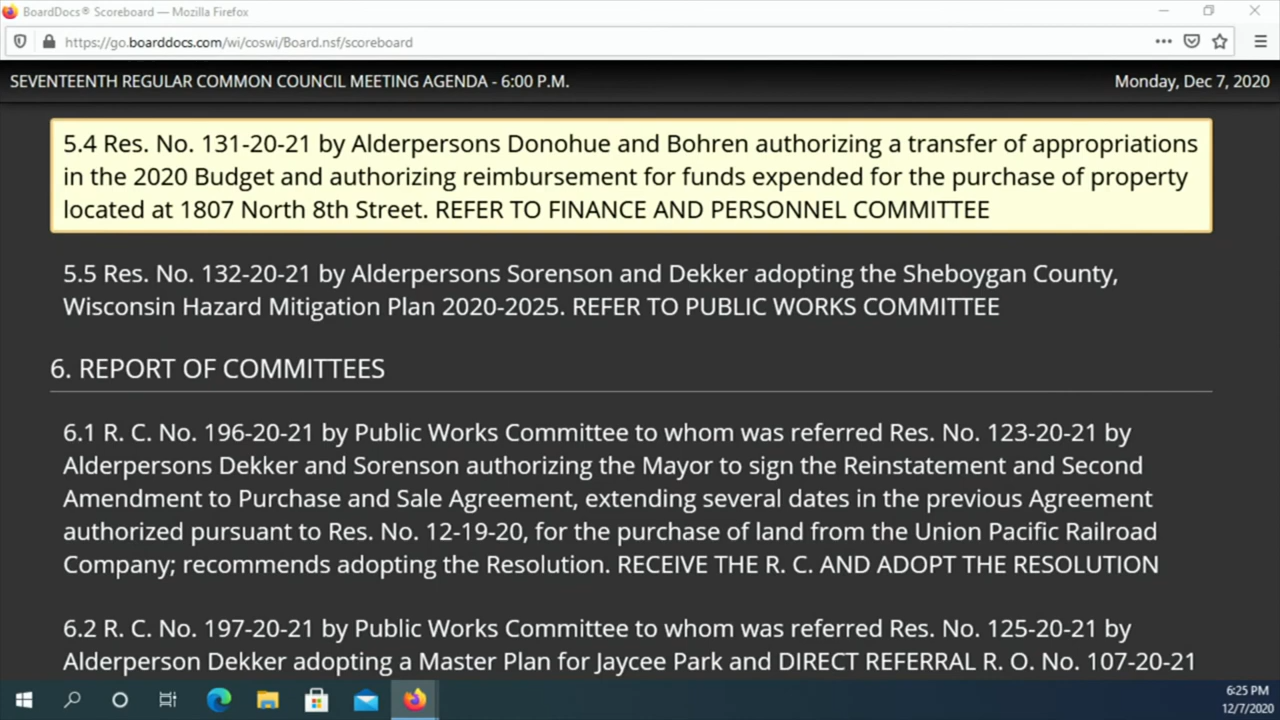 BoardDocs® Scoreboard — Mozilla Firefox
https://go.boarddocs.com/wi/coswi/Board.nsf/scoreboard
SEVENTEENTH REGULAR COMMON COUNCIL MEETING AGENDA - 6:00 P.M.
Monday, Dec 7, 2020
5.4 Res. No. 131-20-21 by Alderpersons Donohue and Bohren authorizing a transfer of appropriations
in the 2020 Budget and authorizing reimbursement for funds expended for the purchase of property
located at 1807 North 8th Street. REFER TO FINANCE AND PERSONNEL COMMITTEE
5.5 Res. No. 132-20-21 by Alderpersons Sorenson and Dekker adopting the Sheboygan County,
Wisconsin Hazard Mitigation Plan 2020-2025. REFER TO PUBLIC WORKS COMMITTEE
6. REPORT OF COMMITTEES
6.1 R. C. No. 196-20-21 by Public Works Committee to whom was referred Res. No. 123-20-21 by
Alderpersons Dekker and Sorenson authorizing the Mayor to sign the Reinstatement and Second
Amendment to Purchase and Sale Agreement, extending several dates in the previous Agreement
authorized pursuant to Res. No. 12-19-20, for the purchase of land from the Union Pacific Railroad
Company; recommends adopting the Resolution. RECEIVE THE R. C. AND ADOPT THE RESOLUTION
6.2 R. C. No. 197-20-21 by Public Works Committee to whom was referred Res. No. 125-20-21 by
Alderperson Dekker adopting a Master Plan for Jaycee Park and DIRECT REFERRAL R. O. No. 107-20-21
6:25 PM
12/7/2020